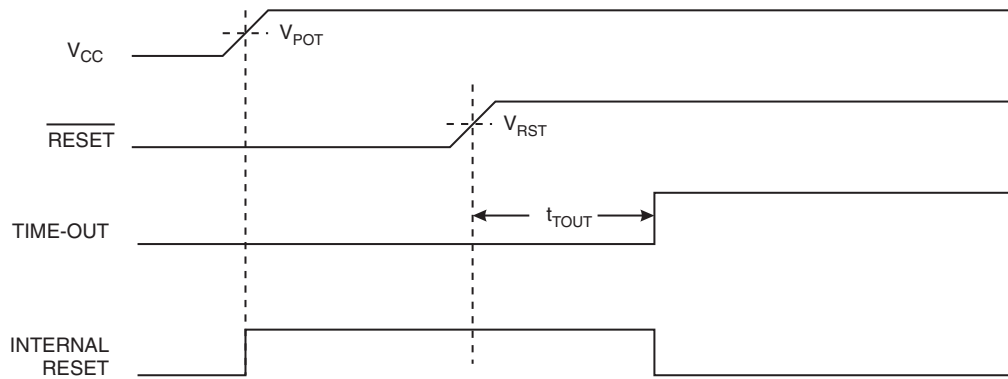 V_CC
V_POT
RESET
V_RST
TIME-OUT
t_TOUT
INTERNAL
RESET